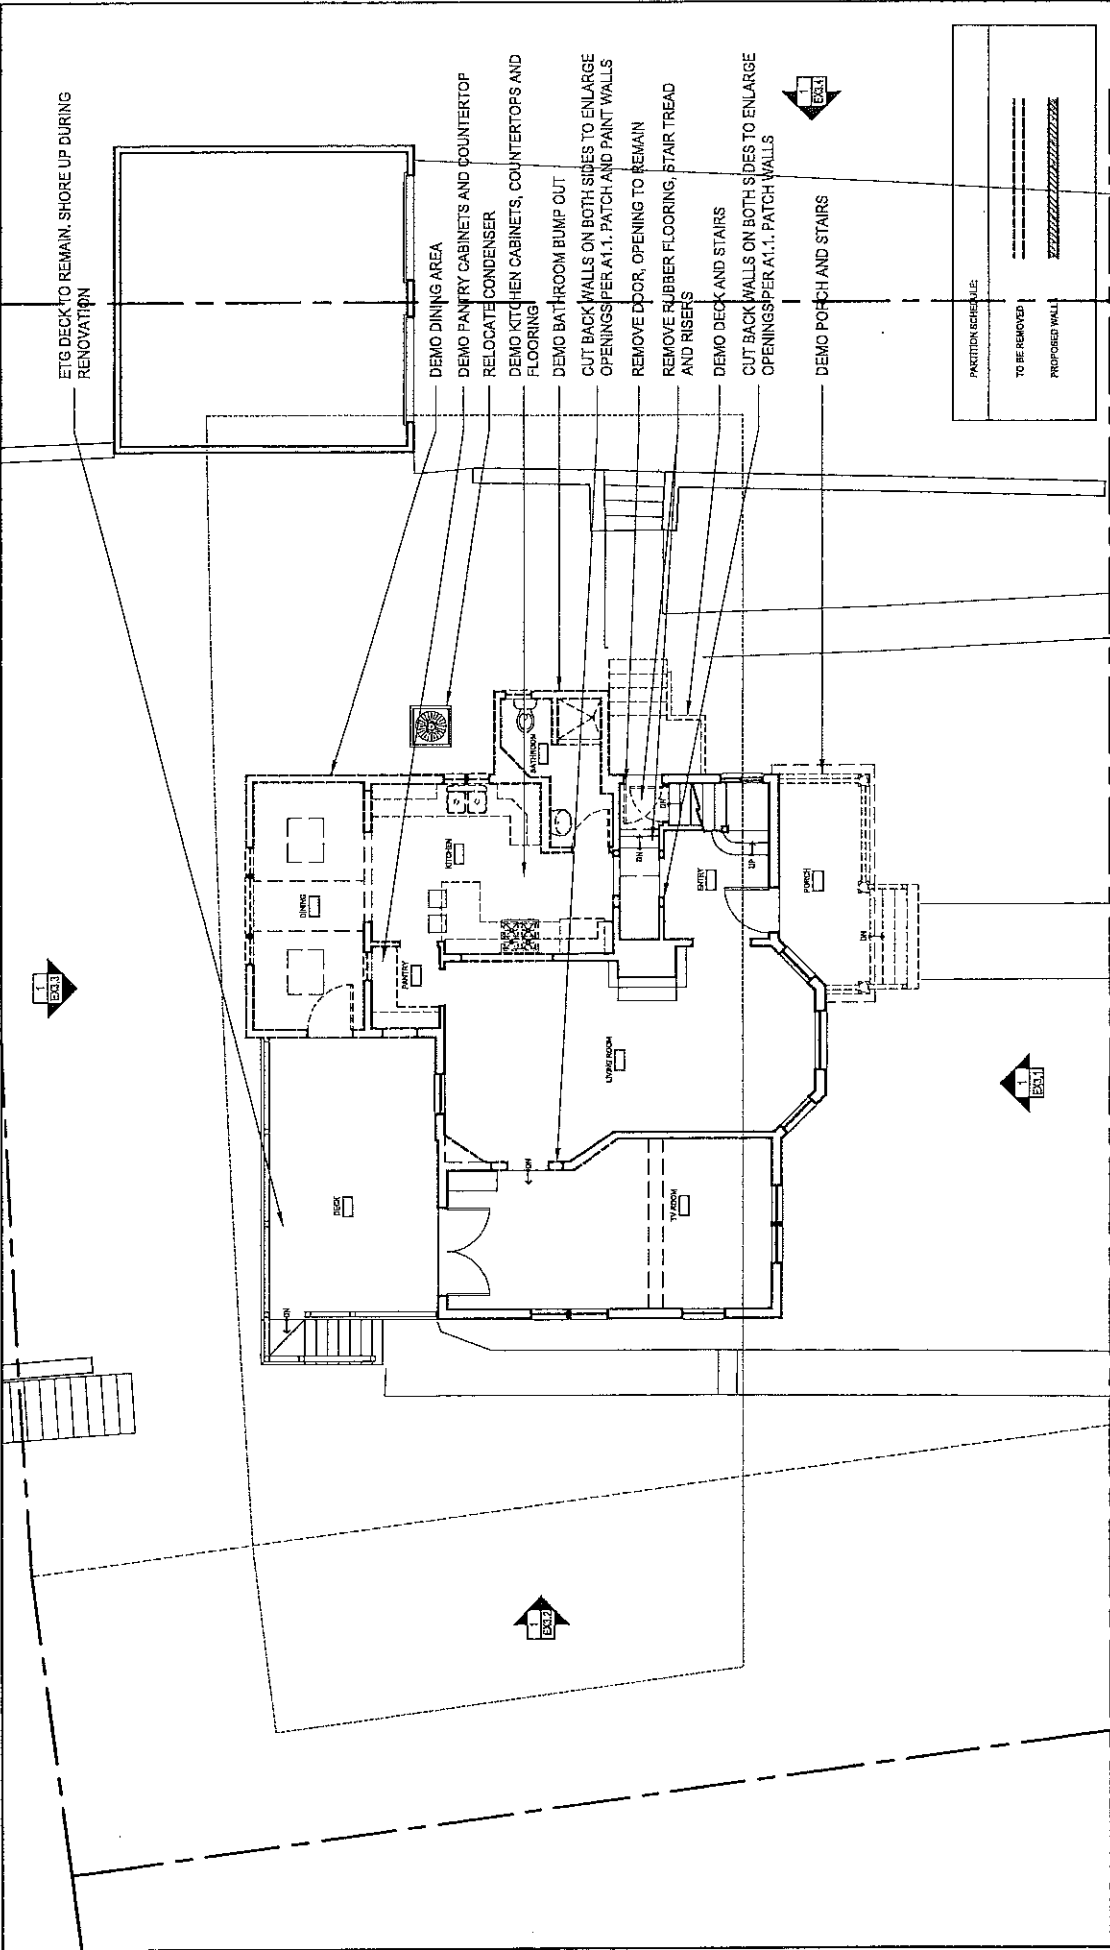 ETG DECK TO REMAIN. SHORE UP DURING
RENOVATION
DEMO DINING AREA
DEMO PANTRY CABINETS AND COUNTERTOP
RELOCATE CONDENSER
DEMO KITCHEN CABINETS, COUNTERTOPS AND
FLOORING
DEMO BATHROOM BUMP OUT
CUT BACK WALLS ON BOTH SIDES TO ENLARGE
OPENINGS PER A1.1. PATCH AND PAINT WALLS
REMOVE DOOR, OPENING TO REMAIN
REMOVE RUBBER FLOORING, STAIR TREAD
AND RISERS
DEMO DECK AND STAIRS
CUT BACK WALLS ON BOTH SIDES TO ENLARGE
OPENINGS PER A1.1. PATCH WALLS
DEMO PORCH AND STAIRS
PARTITION SCHEDULE:
TO BE REMOVED
PROPOSED WALL
1
EX3.4
1
EX3.3
1
EX3.1
1
EX3.2
DINING
KITCHEN
BATHROOM
PANTRY
ENTRY
PORCH
LIVING ROOM
DECK
TV ROOM
DN
DN
UP
DN
DN
DN